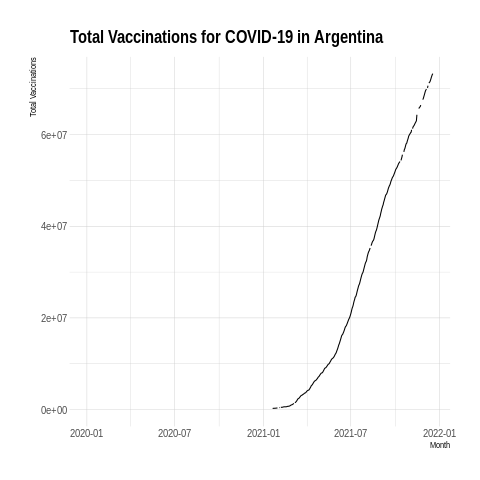 Total Vaccinations for COVID-19 in Argentina
Total Vaccinations
6e+07
4e+07
2e+07
0e+00
2020-01 2020-07 2021-01 2021-07 2022-01
Month